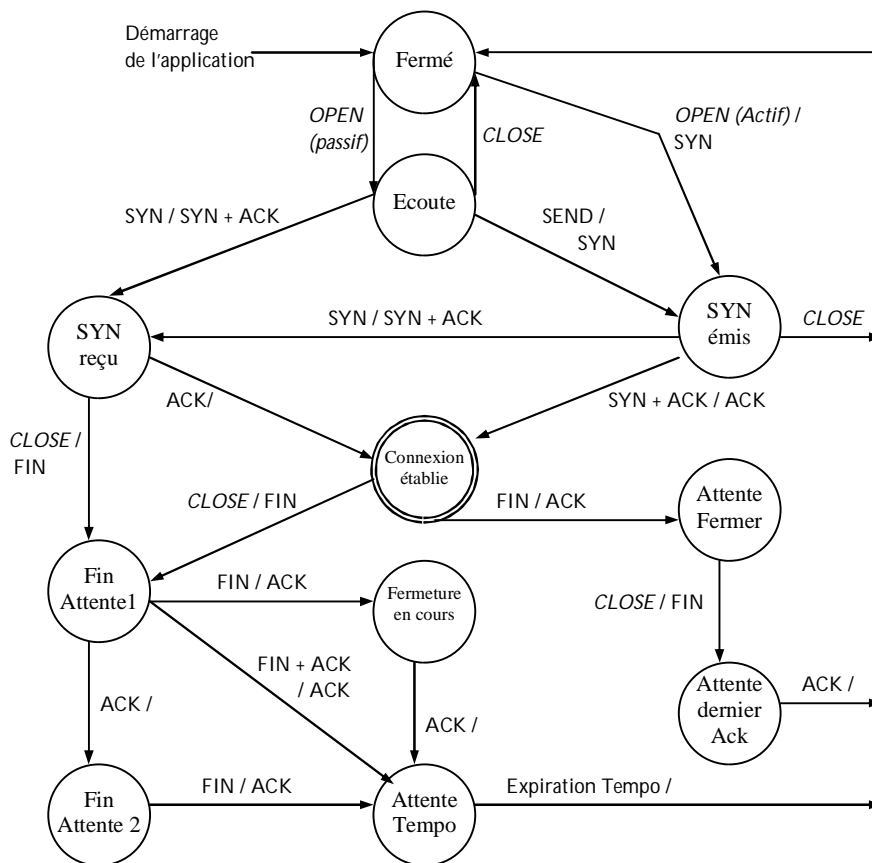 Démarrage
de l'application
Fermé
OPEN
(passif)
CLOSE
OPEN (Actif) /
SYN
Ecoute
SYN / SYN + ACK
SEND /
SYN
SYN
reçu
SYN / SYN + ACK
SYN
émis
CLOSE
ACK/
SYN + ACK / ACK
CLOSE /
FIN
Connexion
établie
CLOSE / FIN
FIN / ACK
Attente
Fermer
Fin
Attente1
FIN / ACK
Fermeture
en cours
CLOSE / FIN
FIN + ACK
/ ACK
ACK /
ACK /
Attente
dernier
Ack
ACK /
Fin
Attente 2
FIN / ACK
Attente
Tempo
Expiration Tempo /